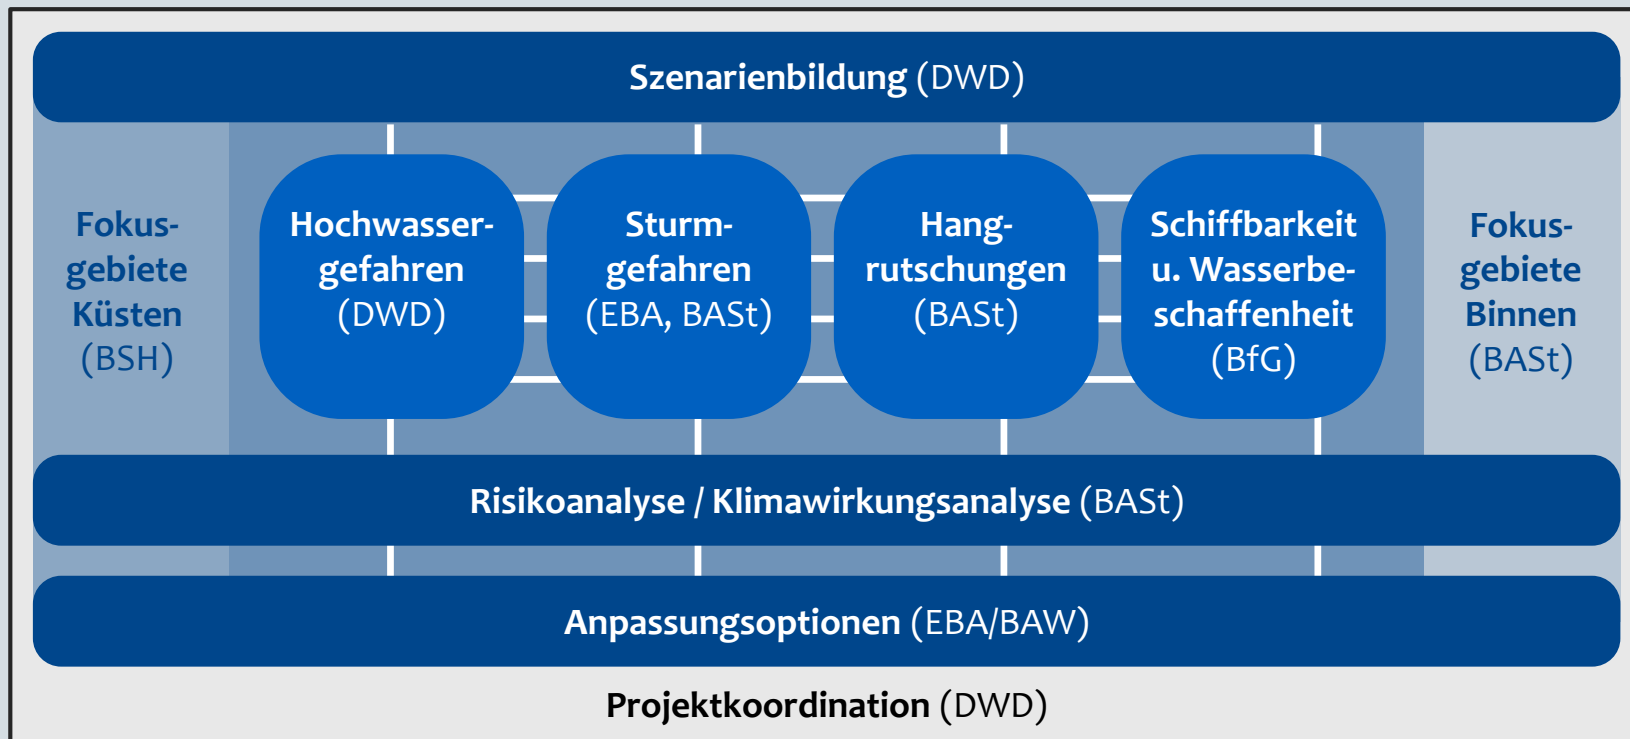 Szenarienbildung (DWD)
Fokus-
gebiete
Küsten
(BSH)
Hochwasser-
gefahren
(DWD)
Sturm-
gefahren
(EBA, BASt)
Hang-
rutschungen
(BASt)
Schiffbarkeit
u. Wasserbe-
schaffenheit
(BfG)
Fokus-
gebiete
Binnen
(BASt)
Risikoanalyse / Klimawirkungsanalyse (BASt)
Anpassungsoptionen (EBA/BAW)
Projektkoordination (DWD)